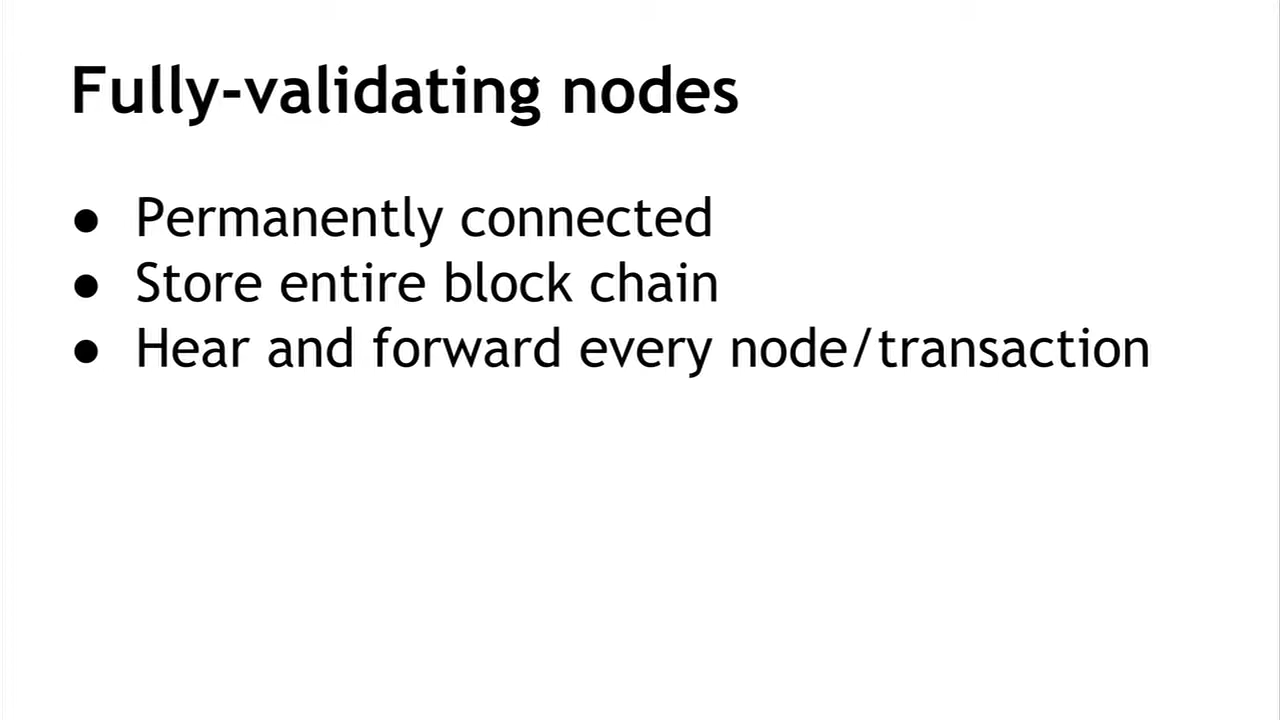 Fully-validating nodes
● Permanently connected
● Store entire block chain
● Hear and forward every node/transaction